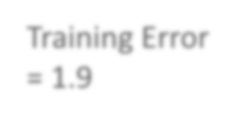 Training Error
= 1.9